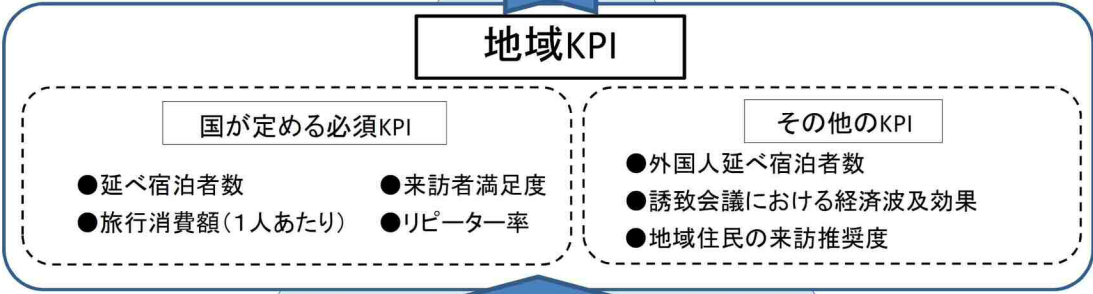 地域KPI
国が定める必須KPI
●延べ宿泊者数
●来訪者満足度
●旅行消費額(1人あたり)
●リピーター率
その他のKPI
●外国人延べ宿泊者数
●誘致会議における経済波及効果
●地域住民の来訪推奨度